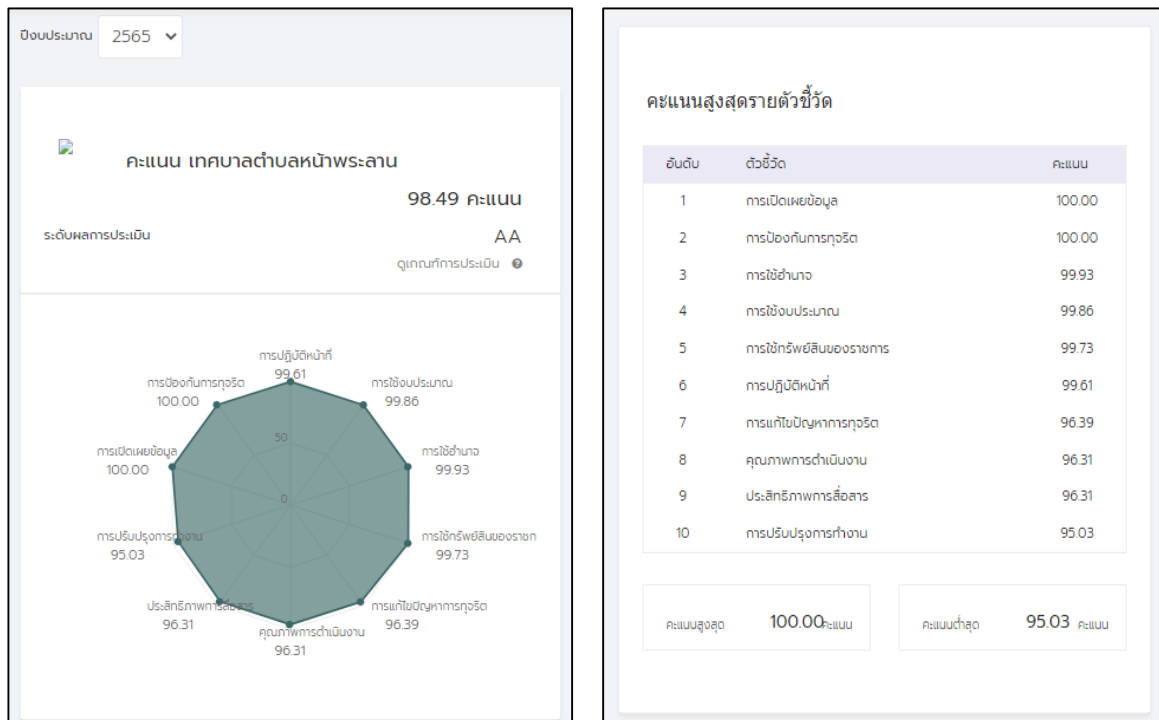 ปีงบประมาณ 2565
คะแนน เทศบาลตำบลหน้าพระลาน
98.49 คะแนน
ระดับผลการประเมิน AA
ดูเกณฑ์การประเมิน
การปฏิบัติหน้าที่
99.61
การป้องกันการทุจริต
100.00
การใช้งบประมาณ
99.86
50
การเปิดเผยข้อมูล
100.00
การใช้อำนาจ
99.93
0
การปรับปรุงการทำงาน
95.03
การใช้ทรัพย์สินของราชก
99.73
ประสิทธิภาพการสื่อสาร
96.31
การแก้ไขปัญหาการทุจริต
96.39
คุณภาพการดำเนินงาน
96.31
คะแนนสูงสุดรายตัวชี้วัด
อันดับ ตัวชี้วัด คะแนน
1 การเปิดเผยข้อมูล 100.00
2 การป้องกันการทุจริต 100.00
3 การใช้อำนาจ 99.93
4 การใช้งบประมาณ 99.86
5 การใช้ทรัพย์สินของราชการ 99.73
6 การปฏิบัติหน้าที่ 99.61
7 การแก้ไขปัญหาการทุจริต 96.39
8 คุณภาพการดำเนินงาน 96.31
9 ประสิทธิภาพการสื่อสาร 96.31
10 การปรับปรุงการทำงาน 95.03
คะแนนสูงสุด 100.00คะแนน คะแนนต่ำสุด 95.03 คะแนน